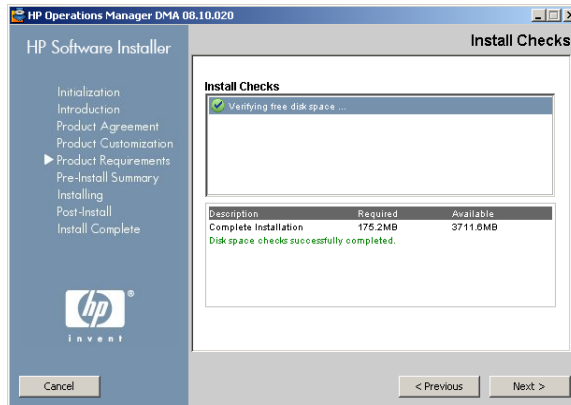 HP Operations Manager DMA 08.10.020
HP Software Installer
Install Checks
Initialization
Introduction
Product Agreement
Product Customization
Product Requirements
Pre-Install Summary
Installing
Post-Install
Install Complete
hp
®
invent
Install Checks
Verifying free disk space ...
Description Required Available
Complete Installation 175.2MB 3711.6MB
Disk space checks successfully completed.
Cancel
< Previous
Next >